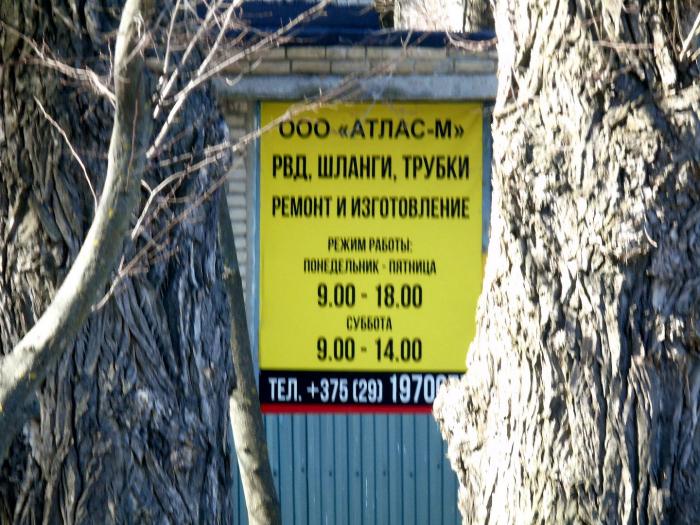 ООО «АТЛАС-М»
РВД, ШЛАНГИ, ТРУБКИ
РЕМОНТ И ИЗГОТОВЛЕНИЕ
РЕЖИМ РАБОТЫ:
ПОНЕДЕЛЬНИК - ПЯТНИЦА
9.00 - 18.00
СУББОТА
9.00 - 14.00
ТЕЛ. +375 (29)